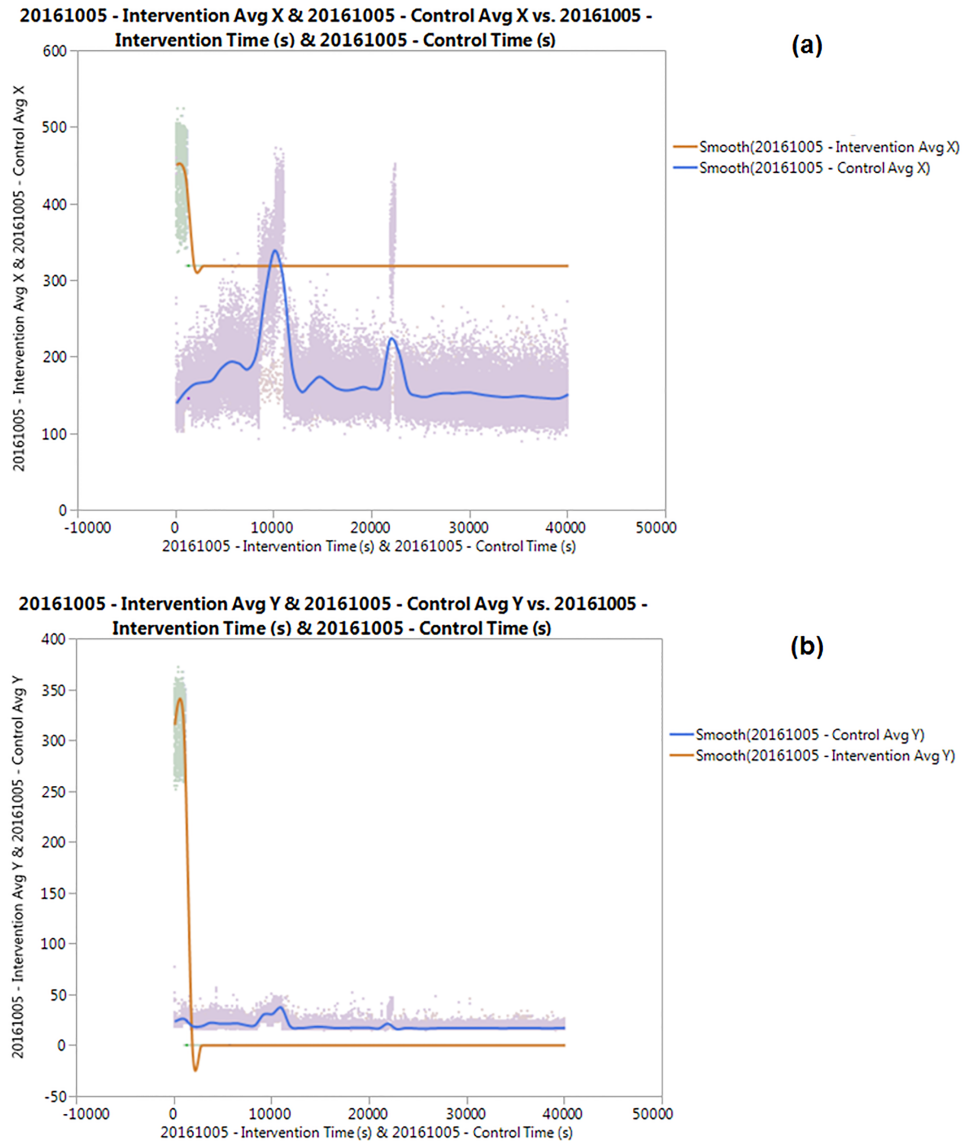 20161005 - Intervention Avg X & 20161005 - Control Avg X vs. 20161005 -
Intervention Time (s) & 20161005 - Control Time (s)
(a)
20161005 - Intervention Avg X & 20161005 - Control Avg X
600
500
400
300
200
100
0
-10000
0
10000
20000
30000
40000
50000
20161005 - Intervention Time (s) & 20161005 - Control Time (s)
Smooth(20161005 - Intervention Avg X)
Smooth(20161005 - Control Avg X)
20161005 - Intervention Avg Y & 20161005 - Control Avg Y vs. 20161005 -
Intervention Time (s) & 20161005 - Control Time (s)
(b)
20161005 - Intervention Avg Y & 20161005 - Control Avg Y
400
350
300
250
200
150
100
50
0
-50
-10000
0
10000
20000
30000
40000
50000
20161005 - Intervention Time (s) & 20161005 - Control Time (s)
Smooth(20161005 - Control Avg Y)
Smooth(20161005 - Intervention Avg Y)